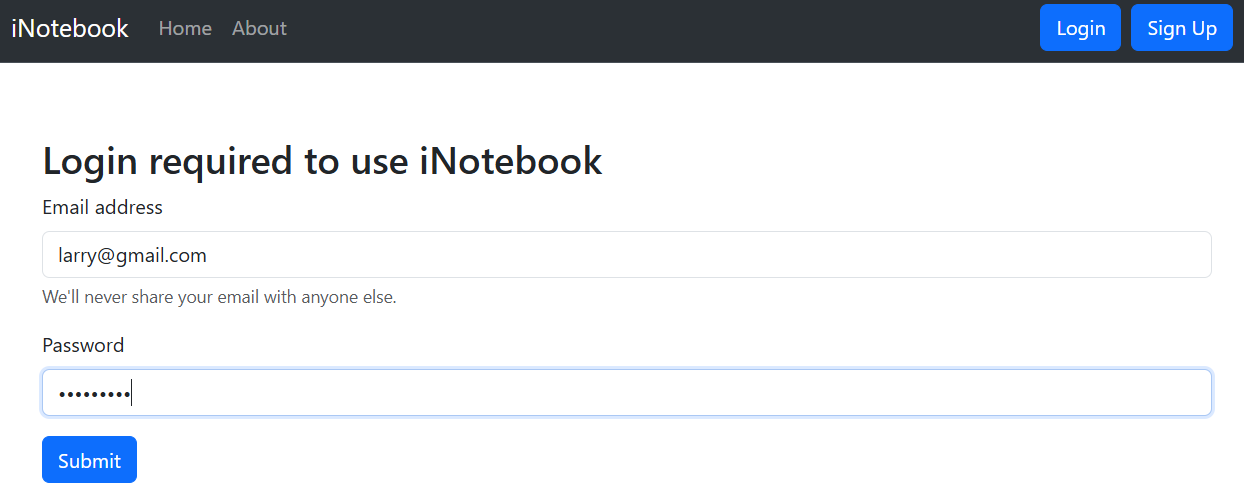 iNotebook Home About Login Sign Up
Login required to use iNotebook
Email address
larry@gmail.com
We'll never share your email with anyone else.
Password
•••••••••
Submit